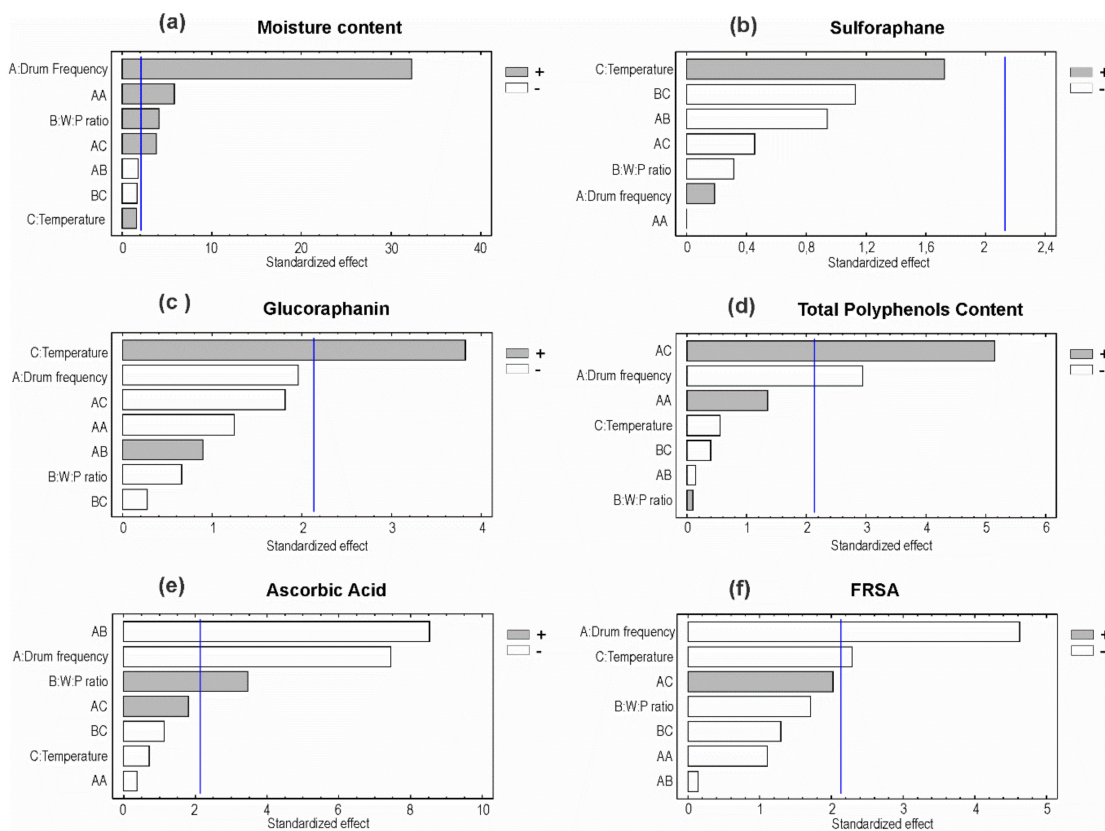 (a)
Moisture content
A:Drum Frequency
AA
B:W:P ratio
AC
AB
BC
C:Temperature
+
-
0 10 20 30 40
Standardized effect
(b)
Sulforaphane
C:Temperature
BC
AB
AC
B:W:P ratio
A:Drum frequency
AA
+
-
0 0,4 0,8 1,2 1,6 2 2,4
Standardized effect
(c )
Glucoraphanin
C:Temperature
A:Drum frequency
AC
AA
AB
B:W:P ratio
BC
+
-
0 1 2 3 4
Standardized effect
(d)
Total Polyphenols Content
AC
A:Drum frequency
AA
C:Temperature
BC
AB
B:W:P ratio
+
-
0 1 2 3 4 5 6
Standardized effect
(e)
Ascorbic Acid
AB
A:Drum frequency
B:W:P ratio
AC
BC
C:Temperature
AA
+
-
0 2 4 6 8 10
Standardized effect
(f)
FRSA
A:Drum frequency
C:Temperature
AC
B:W:P ratio
BC
AA
AB
+
-
0 1 2 3 4 5
Standardized effect